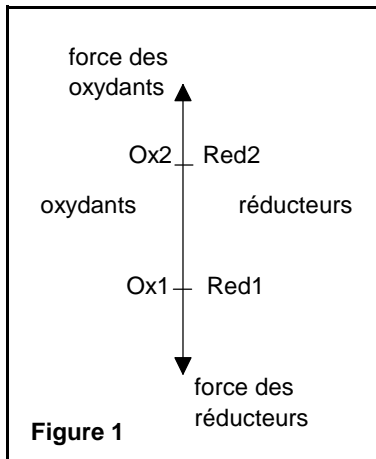 force des
oxydants
Ox2 Red2
oxydants réducteurs
Ox1 Red1
force des
réducteurs
Figure 1